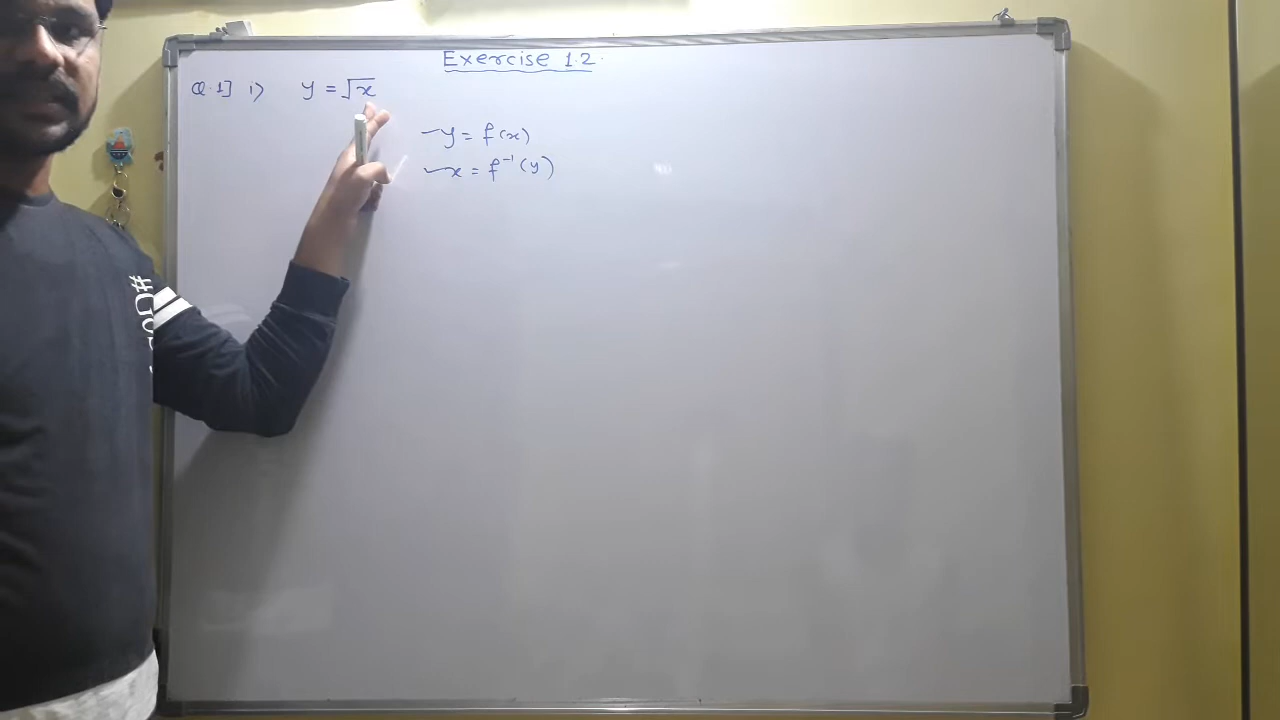 Exercise 1.2
Q.1] i) y = √x
y = f(x)
x = f⁻¹(y)